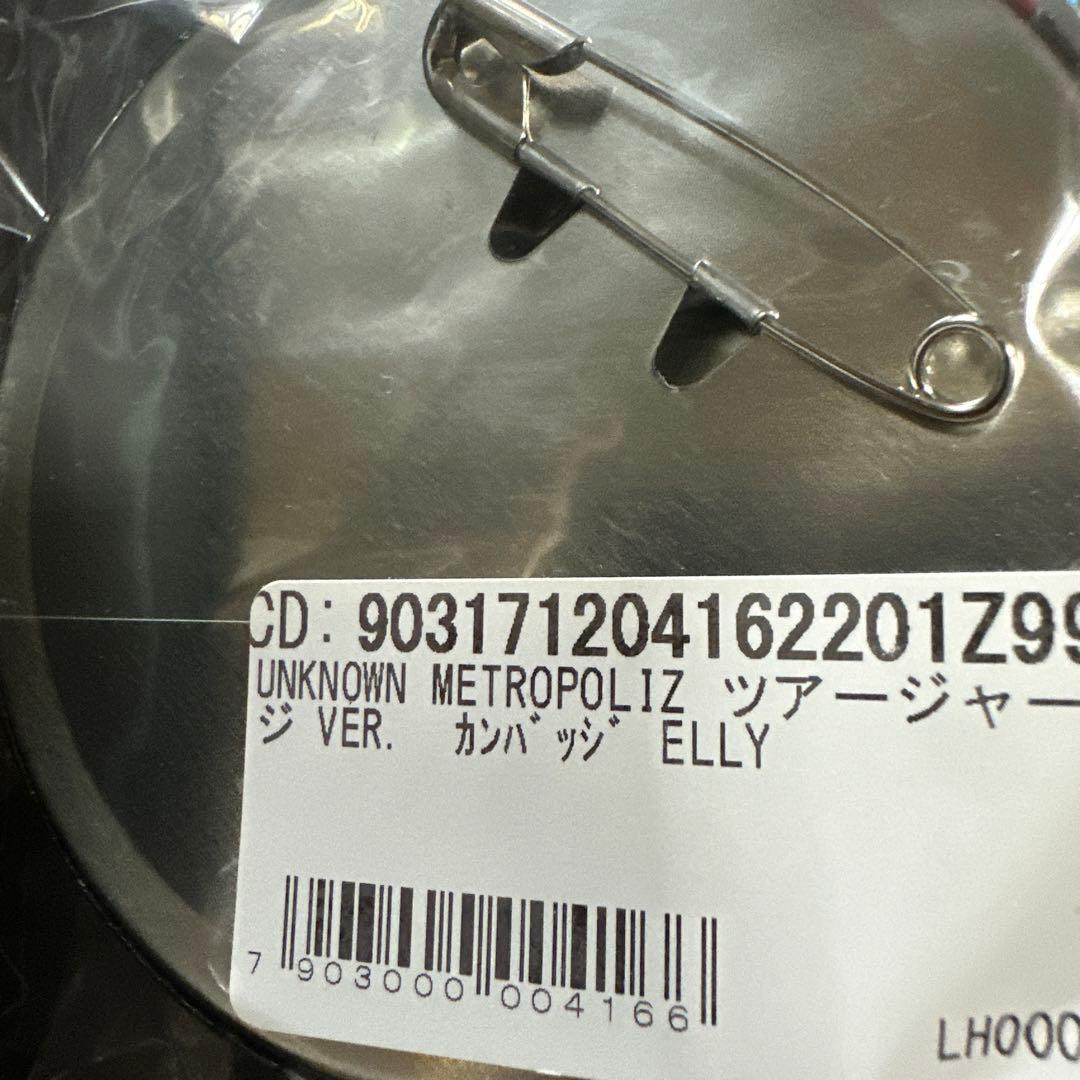 CD: 903171204162201Z99
UNKNOWN METROPOLIZ ツアージャー
ジ VER. ｶﾝﾊﾞｯｼﾞ ELLY
7 903000 004166
LH000